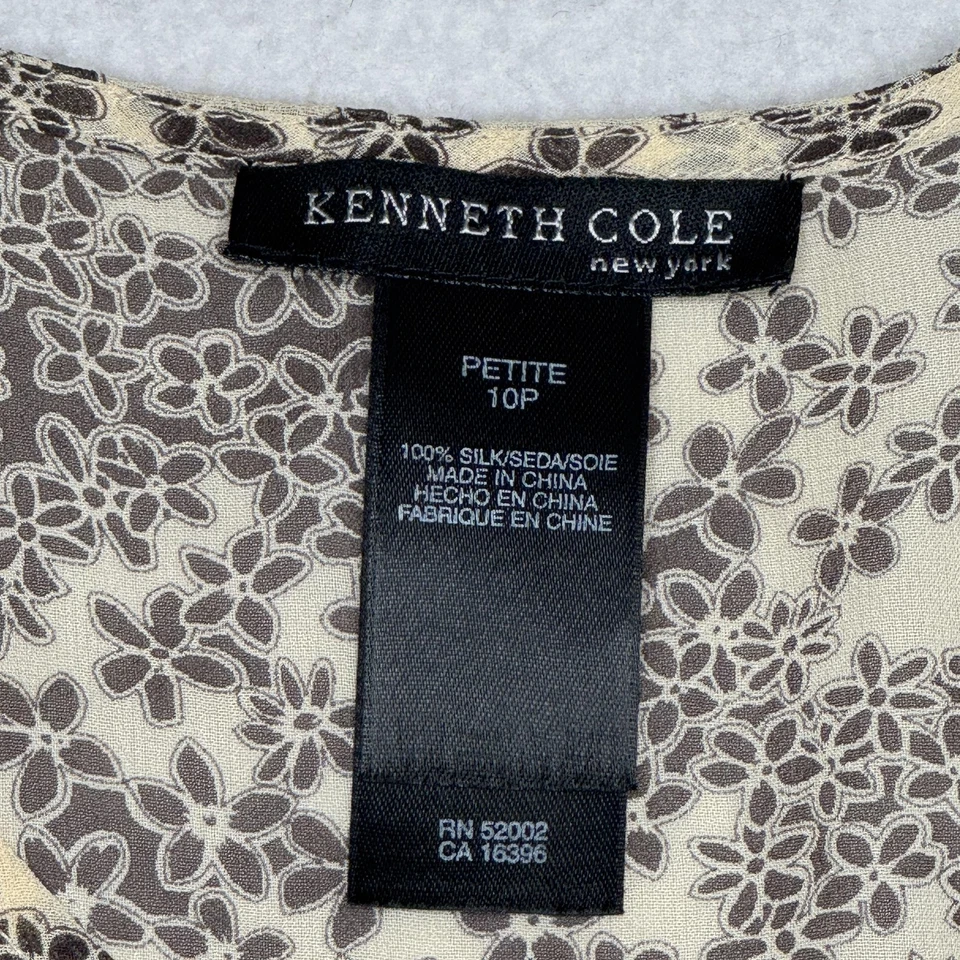 KENNETH COLE
new york
PETITE
10P
100% SILK/SEDA/SOIE
MADE IN CHINA
HECHO EN CHINA
FABRIQUE EN CHINE
RN 52002
CA 16396